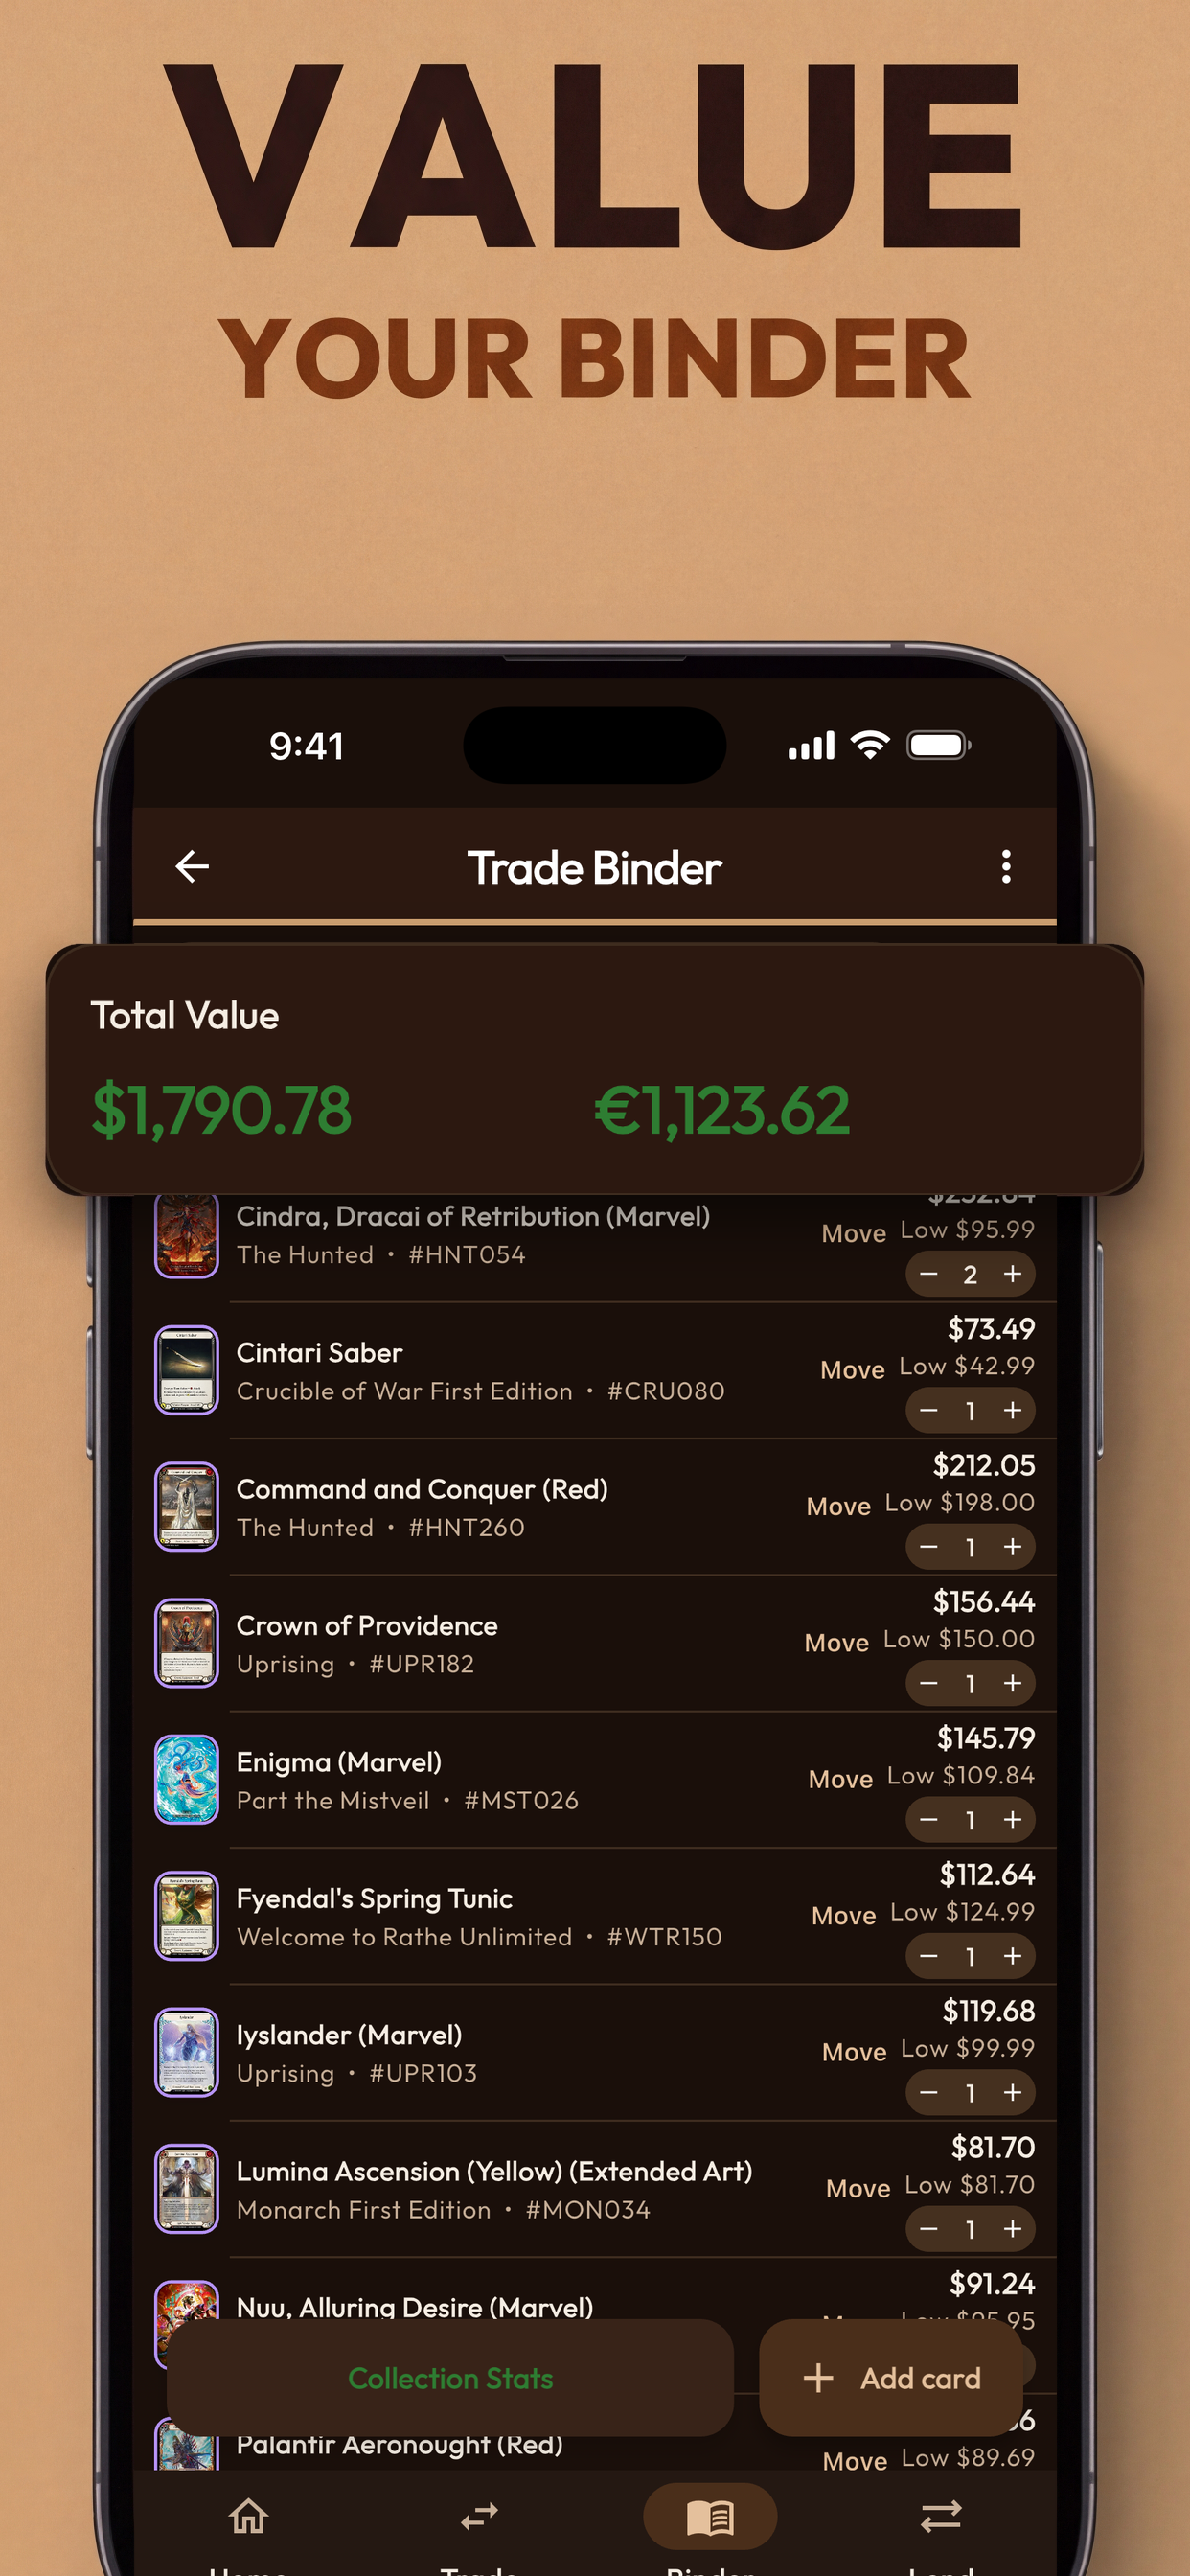 VALUE
YOUR BINDER
9:41
Trade Binder
Total Value
$1,790.78 €1,123.62
Cindra, Dracai of Retribution (Marvel)
The Hunted • #HNT054
Move Low $95.99
− 2 +
$73.49
Cintari Saber
Crucible of War First Edition • #CRU080
Move Low $42.99
− 1 +
$212.05
Command and Conquer (Red)
The Hunted • #HNT260
Move Low $198.00
− 1 +
$156.44
Crown of Providence
Uprising • #UPR182
Move Low $150.00
− 1 +
$145.79
Enigma (Marvel)
Part the Mistveil • #MST026
Move Low $109.84
− 1 +
$112.64
Fyendal's Spring Tunic
Welcome to Rathe Unlimited • #WTR150
Move Low $124.99
− 1 +
$119.68
Iyslander (Marvel)
Uprising • #UPR103
Move Low $99.99
− 1 +
$81.70
Lumina Ascension (Yellow) (Extended Art)
Monarch First Edition • #MON034
Move Low $81.70
− 1 +
$91.24
Nuu, Alluring Desire (Marvel)
Collection Stats
+ Add card
Palantir Aeronought (Red)
Move Low $89.69
Home Trade Binder Lend